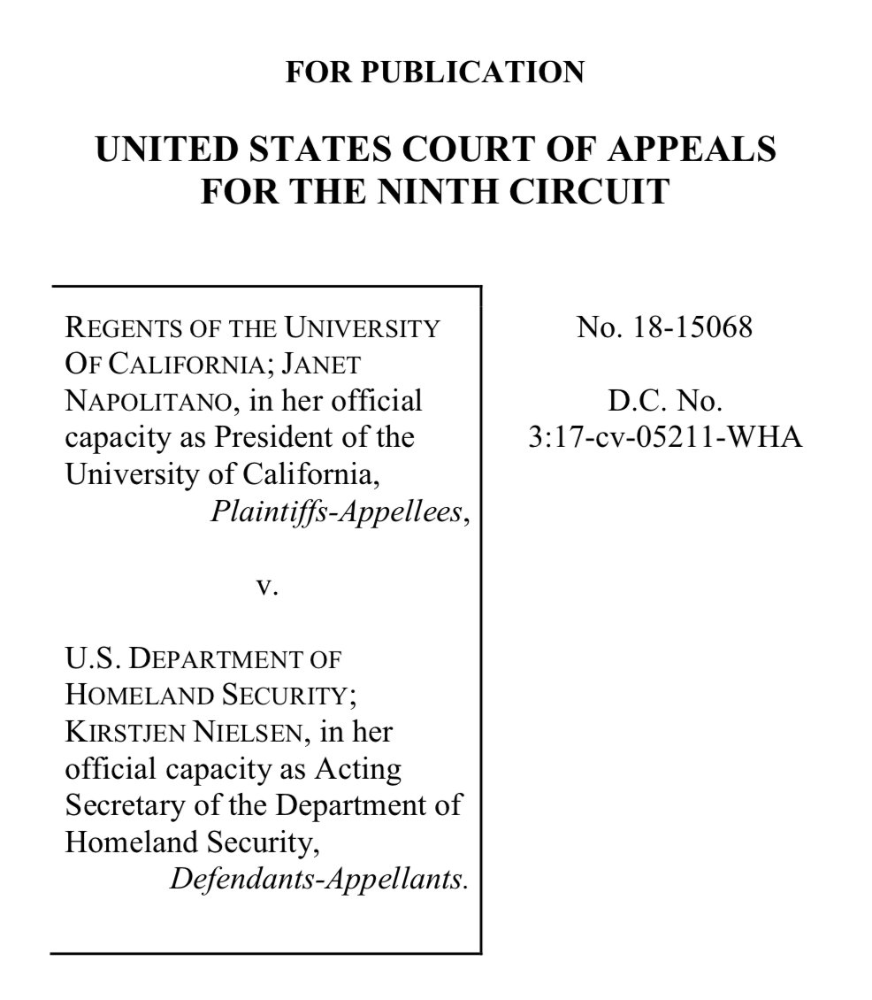 FOR PUBLICATION
UNITED STATES COURT OF APPEALS
FOR THE NINTH CIRCUIT
REGENTS OF THE UNIVERSITY
OF CALIFORNIA; JANET
NAPOLITANO, in her official
capacity as President of the
University of California,
Plaintiffs-Appellees,
v.
U.S. DEPARTMENT OF
HOMELAND SECURITY;
KIRSTJEN NIELSEN, in her
official capacity as Acting
Secretary of the Department of
Homeland Security,
Defendants-Appellants.
No. 18-15068
D.C. No.
3:17-cv-05211-WHA